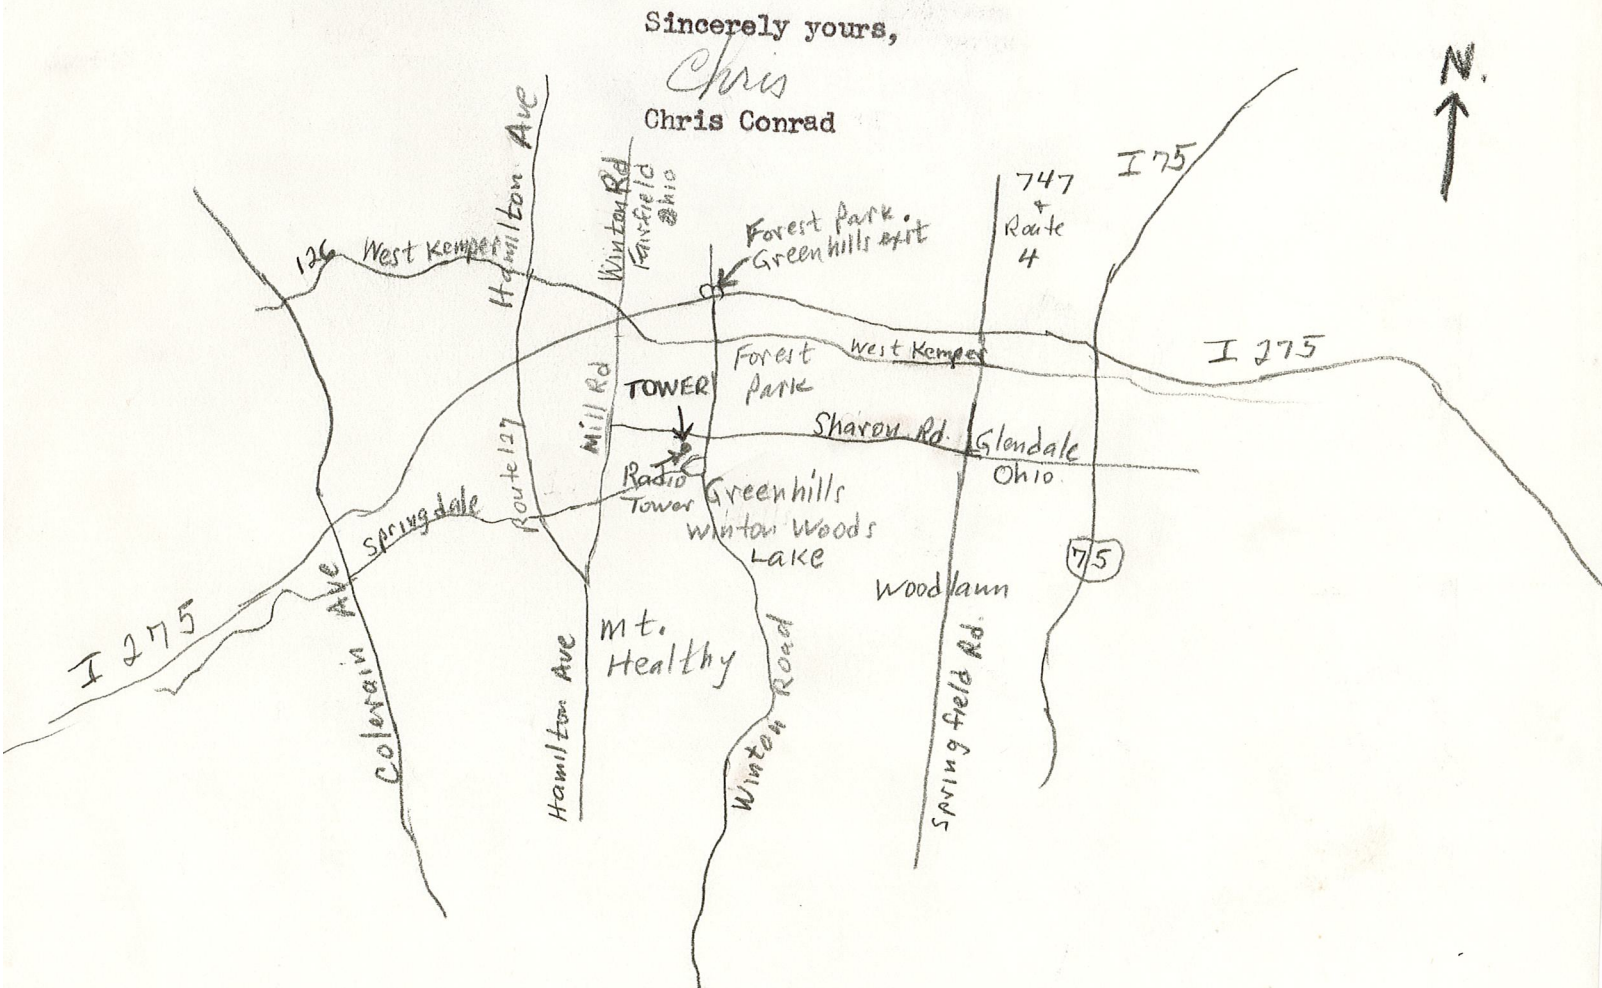 Sincerely yours,
Chris
Chris Conrad
N.
I 75
Hamilton Ave
Winton Rd
Fairfield
Ohio
747
+
Route
4
Forest Park.
Greenhills exit
126
West Kemper
Forest
Park
West Kemper
I 275
TOWER
Mill Rd
Route 127
Sharon Rd.
Glendale
Ohio
Radio
Tower
Greenhills
Winton Woods
Lake
Springdale
75
Woodlawn
I 275
Colerain Ave
Hamilton Ave
Mt.
Healthy
Winton Road
Springfield Rd.